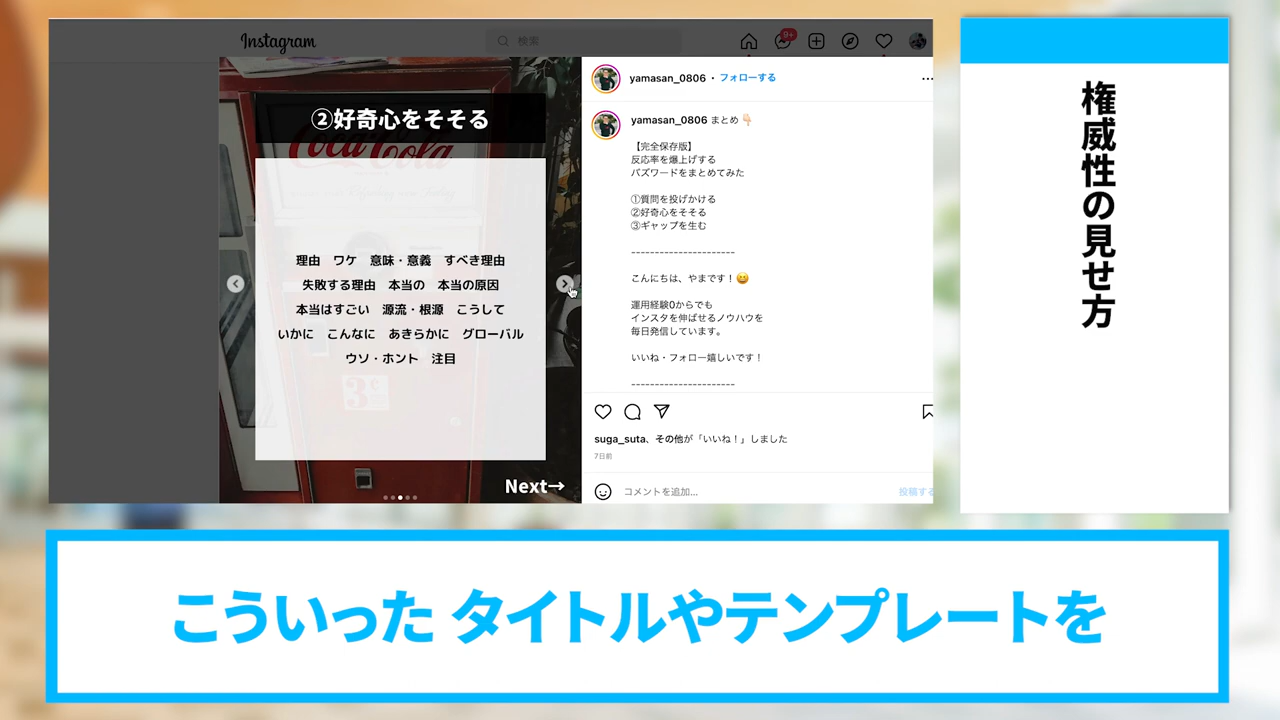 Instagram
検索
9+
②好奇心をそそる
Coca Cola
理由 ワケ 意味・意義 すべき理由
失敗する理由 本当の 本当の原因
本当はすごい 源流・根源 こうして
いかに こんなに あきらかに グローバル
ウソ・ホント 注目
3¢
Next→
yamasan_0806 • フォローする
yamasan_0806 まとめ👇🏻
【完全保存版】
反応率を爆上げする
バズワードをまとめてみた
①質問を投げかける
②好奇心をそそる
③ギャップを生む
----------------------
こんにちは、やまです！😀
運用経験0からでも
インスタを伸ばせるノウハウを
毎日発信しています。
いいね・フォロー嬉しいです！
----------------------
suga_suta、その他が「いいね！」しました
7日前
コメントを追加...
投稿する
権威性の見せ方
こういった タイトルやテンプレートを